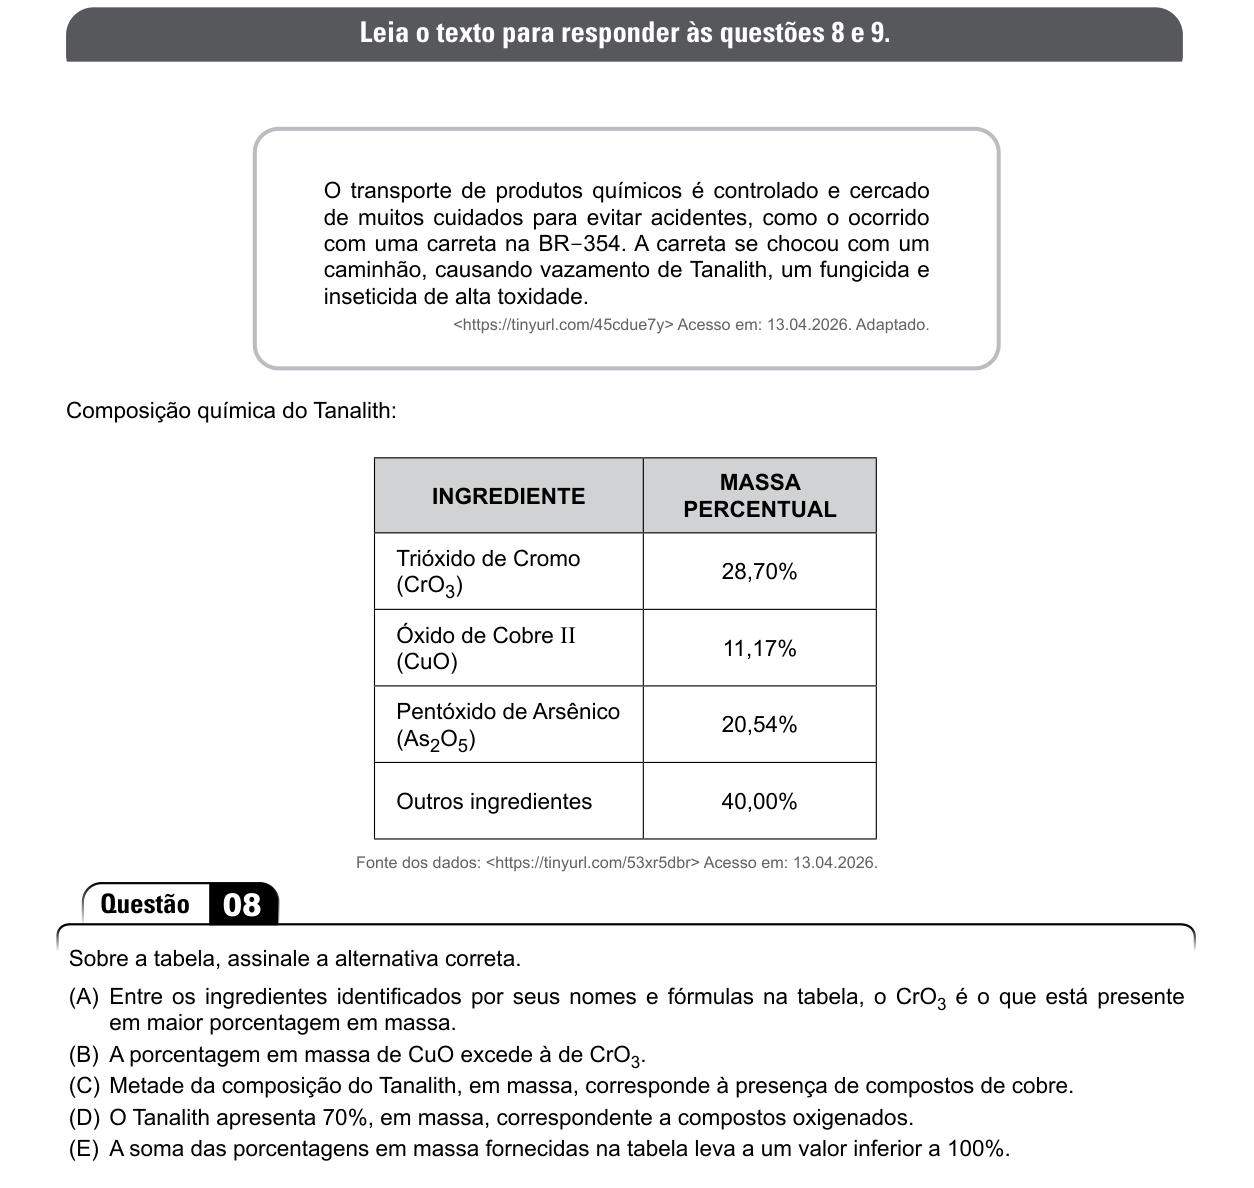 Leia o texto para responder às questões 8 e 9.
O transporte de produtos químicos é controlado e cercado
de muitos cuidados para evitar acidentes, como o ocorrido
com uma carreta na BR–354. A carreta se chocou com um
caminhão, causando vazamento de Tanalith, um fungicida e
inseticida de alta toxidade.
<https://tinyurl.com/45cdue7y> Acesso em: 13.04.2026. Adaptado.
Composição química do Tanalith:
INGREDIENTE
MASSA
PERCENTUAL
Trióxido de Cromo
(CrO₃)
28,70%
Óxido de Cobre II
(CuO)
11,17%
Pentóxido de Arsênico
(As₂O₅)
20,54%
Outros ingredientes
40,00%
Fonte dos dados: <https://tinyurl.com/53xr5dbr> Acesso em: 13.04.2026.
Questão 08
Sobre a tabela, assinale a alternativa correta.
(A) Entre os ingredientes identificados por seus nomes e fórmulas na tabela, o CrO₃ é o que está presente
em maior porcentagem em massa.
(B) A porcentagem em massa de CuO excede à de CrO₃.
(C) Metade da composição do Tanalith, em massa, corresponde à presença de compostos de cobre.
(D) O Tanalith apresenta 70%, em massa, correspondente a compostos oxigenados.
(E) A soma das porcentagens em massa fornecidas na tabela leva a um valor inferior a 100%.